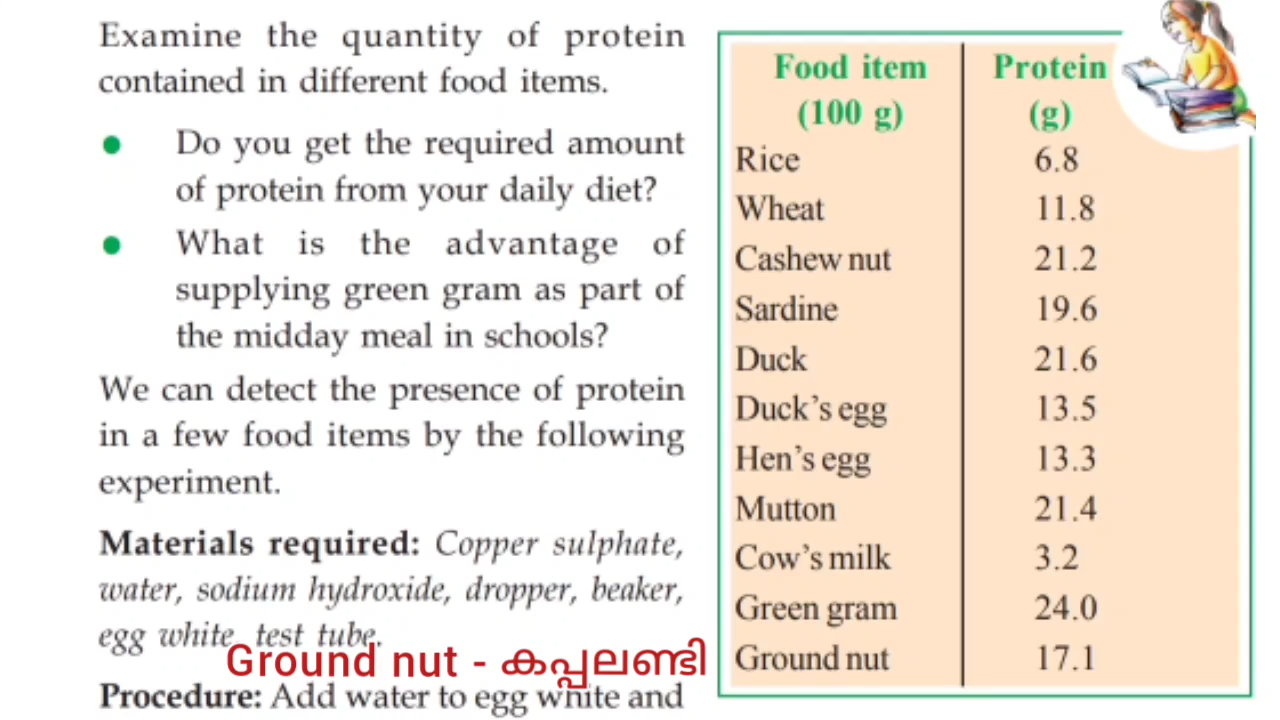 Examine the quantity of protein
contained in different food items.
● Do you get the required amount
of protein from your daily diet?
● What is the advantage of
supplying green gram as part of
the midday meal in schools?
We can detect the presence of protein
in a few food items by the following
experiment.
Materials required: Copper sulphate,
water, sodium hydroxide, dropper, beaker,
egg white, test tube.
Ground nut - കപ്പലണ്ടി
Procedure: Add water to egg white and
Food item Protein
(100 g) (g)
Rice 6.8
Wheat 11.8
Cashew nut 21.2
Sardine 19.6
Duck 21.6
Duck's egg 13.5
Hen's egg 13.3
Mutton 21.4
Cow's milk 3.2
Green gram 24.0
Ground nut 17.1